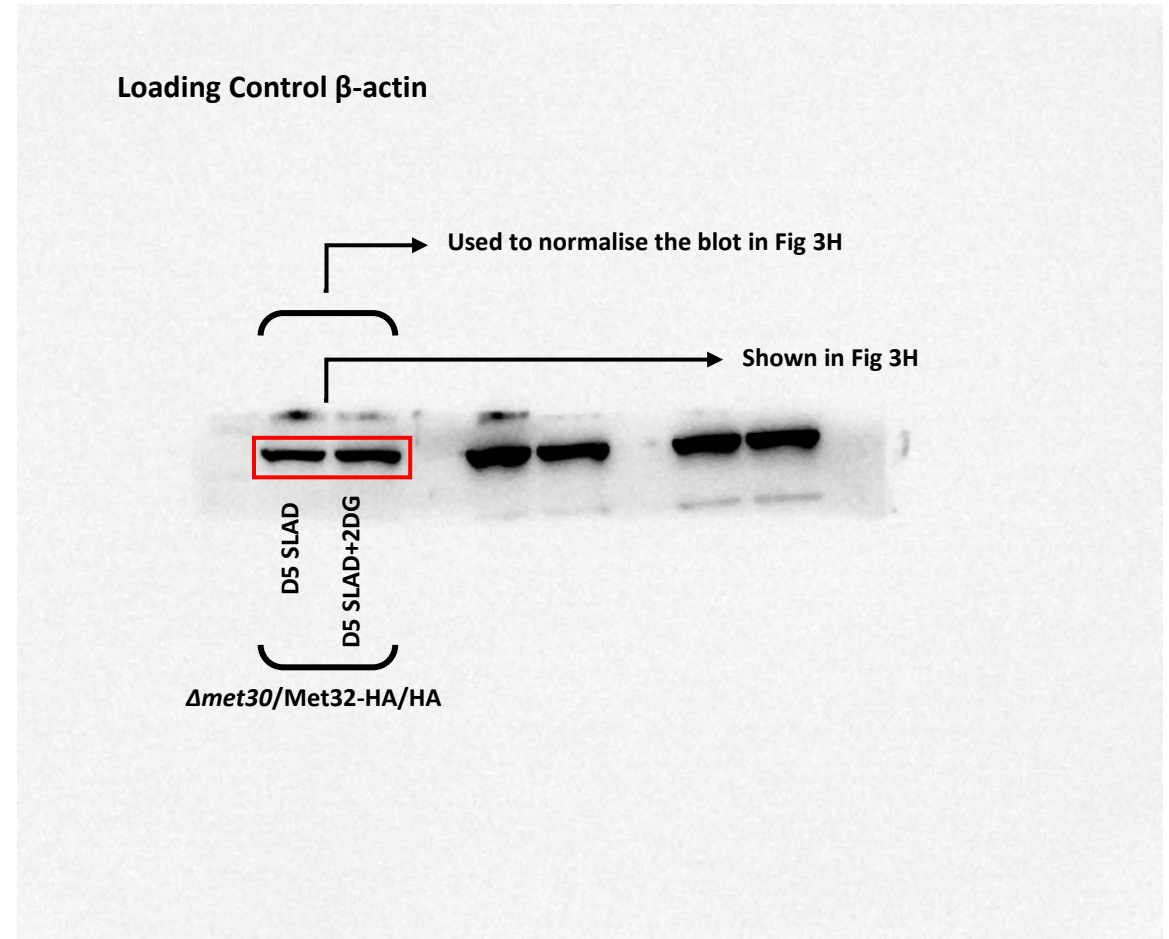 Loading Control β-actin
Used to normalise the blot in Fig 3H
Shown in Fig 3H
D5 SLAD
D5 SLAD+2DG
Δmet30/Met32-HA/HA